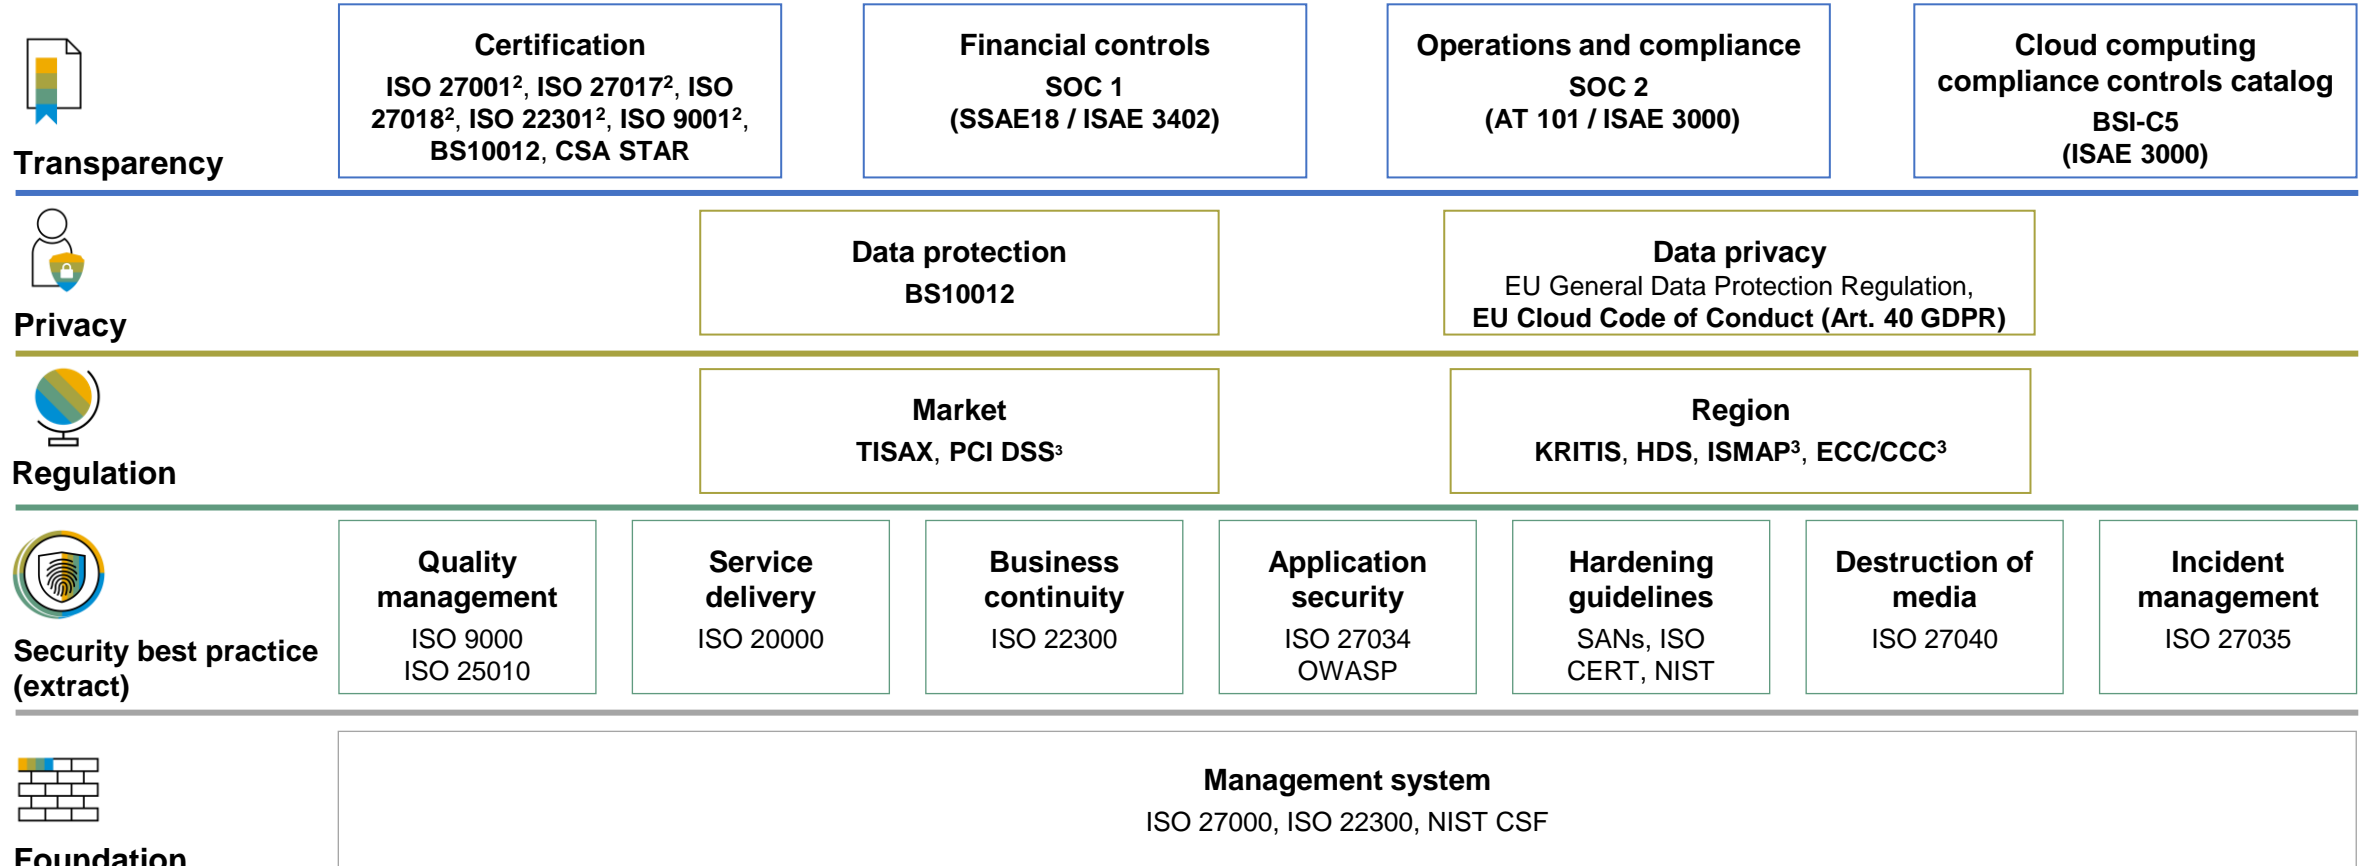 Transparency
Certification
ISO 27001², ISO 27017², ISO
27018², ISO 22301², ISO 9001²,
BS10012, CSA STAR
Financial controls
SOC 1
(SSAE18 / ISAE 3402)
Operations and compliance
SOC 2
(AT 101 / ISAE 3000)
Cloud computing
compliance controls catalog
BSI-C5
(ISAE 3000)
Privacy
Data protection
BS10012
Data privacy
EU General Data Protection Regulation,
EU Cloud Code of Conduct (Art. 40 GDPR)
Regulation
Market
TISAX, PCI DSS³
Region
KRITIS, HDS, ISMAP³, ECC/CCC³
Security best practice
(extract)
Quality
management
ISO 9000
ISO 25010
Service
delivery
ISO 20000
Business
continuity
ISO 22300
Application
security
ISO 27034
OWASP
Hardening
guidelines
SANs, ISO
CERT, NIST
Destruction of
media
ISO 27040
Incident
management
ISO 27035
Foundation
Management system
ISO 27000, ISO 22300, NIST CSF